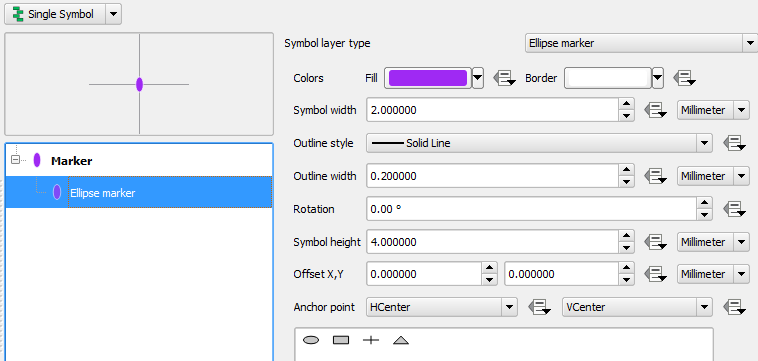 Single Symbol
Symbol layer type Ellipse marker
Colors Fill Border
Symbol width 2.000000 Millimeter
Outline style Solid Line
Marker
Outline width 0.200000 Millimeter
Ellipse marker
Rotation 0.00 °
Symbol height 4.000000 Millimeter
Offset X,Y 0.000000 0.000000 Millimeter
Anchor point HCenter VCenter